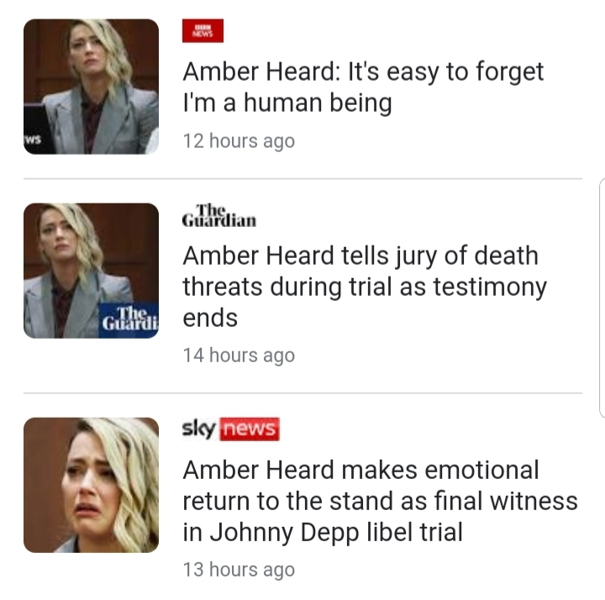 BBC
NEWS
Amber Heard: It's easy to forget
I'm a human being
12 hours ago
WS
The
Guardian
Amber Heard tells jury of death
threats during trial as testimony
ends
14 hours ago
The
Guardi
sky news
Amber Heard makes emotional
return to the stand as final witness
in Johnny Depp libel trial
13 hours ago